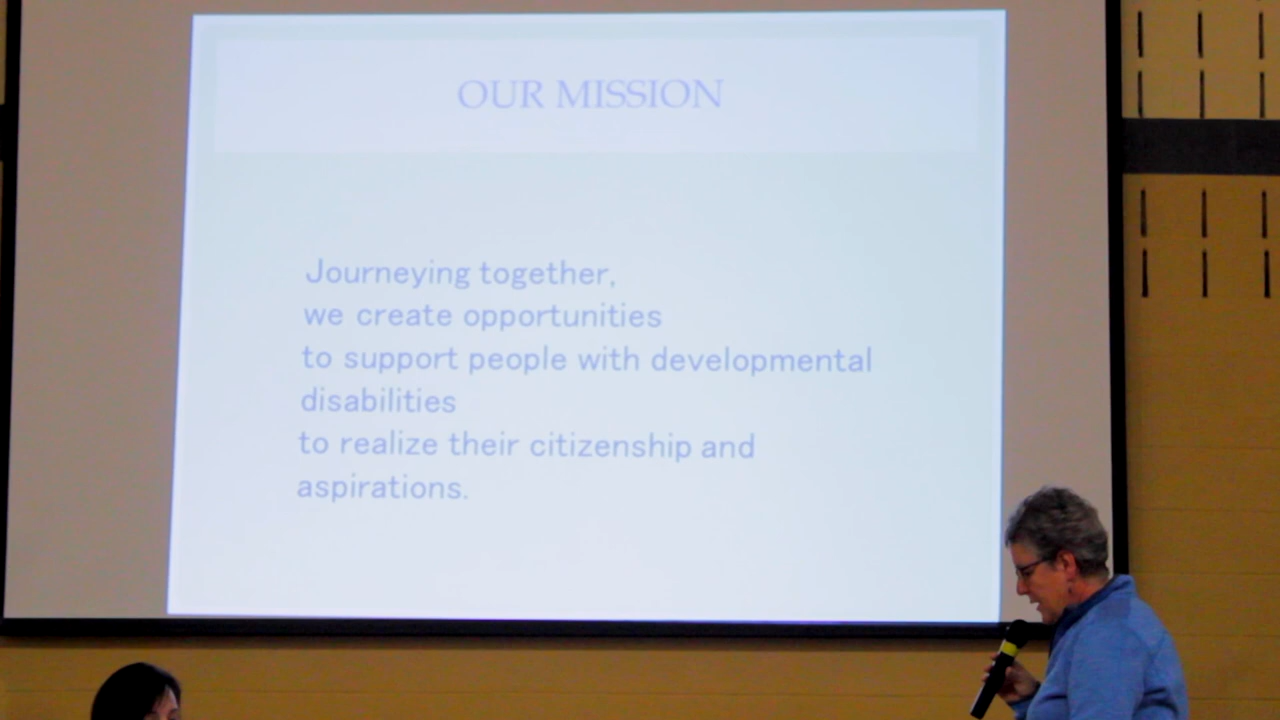 OUR MISSION
Journeying together,
we create opportunities
to support people with developmental
disabilities
to realize their citizenship and
aspirations.